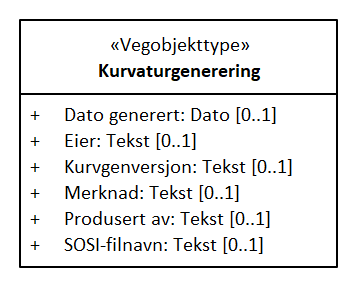 «Vegobjekttype»
Kurvaturgenerering
+ Dato generert: Dato [0..1]
+ Eier: Tekst [0..1]
+ Kurvgenversjon: Tekst [0..1]
+ Merknad: Tekst [0..1]
+ Produsert av: Tekst [0..1]
+ SOSI-filnavn: Tekst [0..1]